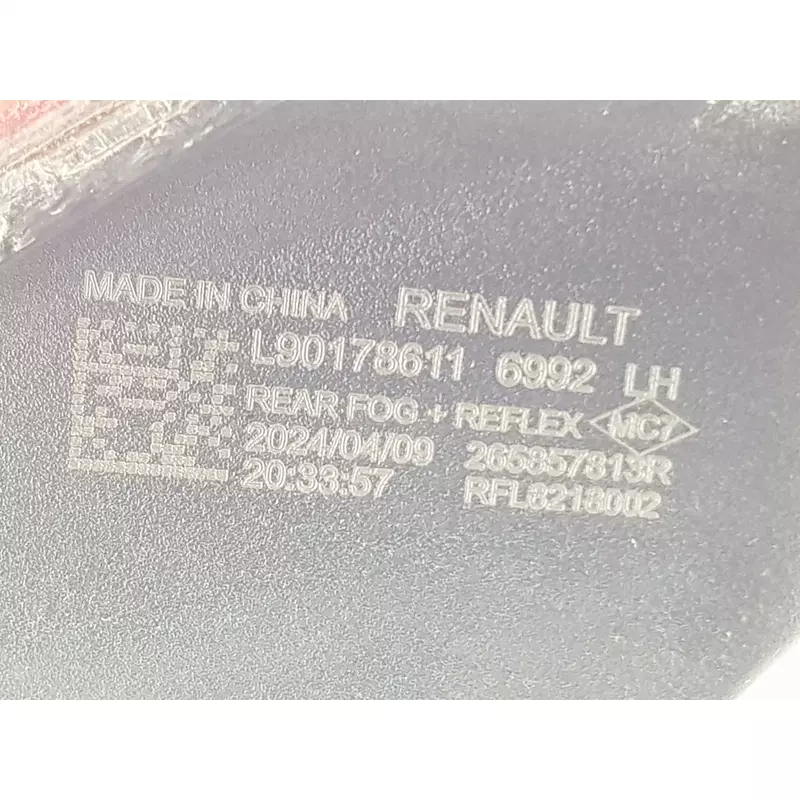 MADE IN CHINA RENAULT
L90178611 6992 LH
REAR FOG + REFLEX MC7
2024/04/09 265857813R
20:33:57 RFL8218002